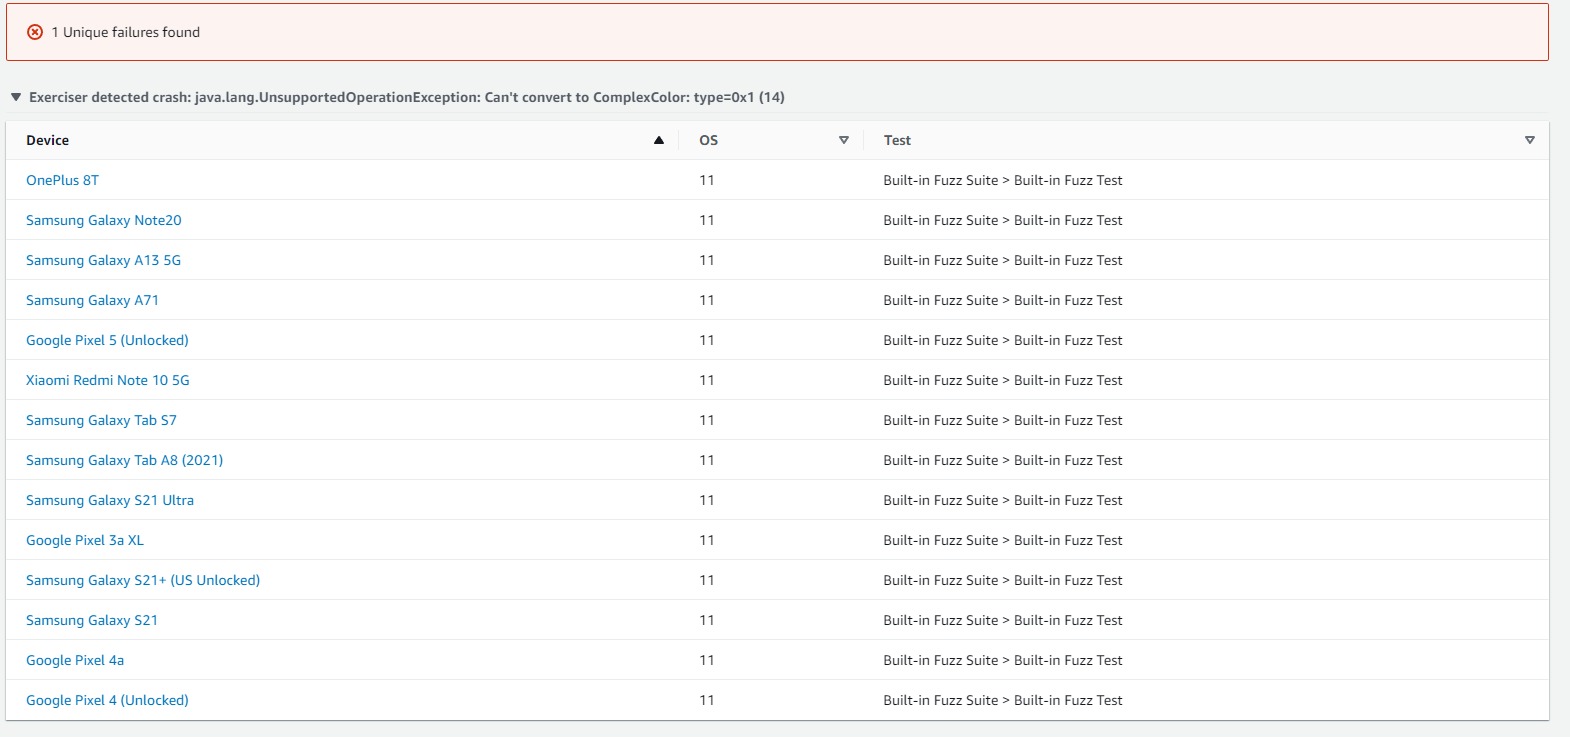 1 Unique failures found
Exerciser detected crash: java.lang.UnsupportedOperationException: Can't convert to ComplexColor: type=0x1 (14)
Device OS Test
OnePlus 8T 11 Built-in Fuzz Suite > Built-in Fuzz Test
Samsung Galaxy Note20 11 Built-in Fuzz Suite > Built-in Fuzz Test
Samsung Galaxy A13 5G 11 Built-in Fuzz Suite > Built-in Fuzz Test
Samsung Galaxy A71 11 Built-in Fuzz Suite > Built-in Fuzz Test
Google Pixel 5 (Unlocked) 11 Built-in Fuzz Suite > Built-in Fuzz Test
Xiaomi Redmi Note 10 5G 11 Built-in Fuzz Suite > Built-in Fuzz Test
Samsung Galaxy Tab S7 11 Built-in Fuzz Suite > Built-in Fuzz Test
Samsung Galaxy Tab A8 (2021) 11 Built-in Fuzz Suite > Built-in Fuzz Test
Samsung Galaxy S21 Ultra 11 Built-in Fuzz Suite > Built-in Fuzz Test
Google Pixel 3a XL 11 Built-in Fuzz Suite > Built-in Fuzz Test
Samsung Galaxy S21+ (US Unlocked) 11 Built-in Fuzz Suite > Built-in Fuzz Test
Samsung Galaxy S21 11 Built-in Fuzz Suite > Built-in Fuzz Test
Google Pixel 4a 11 Built-in Fuzz Suite > Built-in Fuzz Test
Google Pixel 4 (Unlocked) 11 Built-in Fuzz Suite > Built-in Fuzz Test